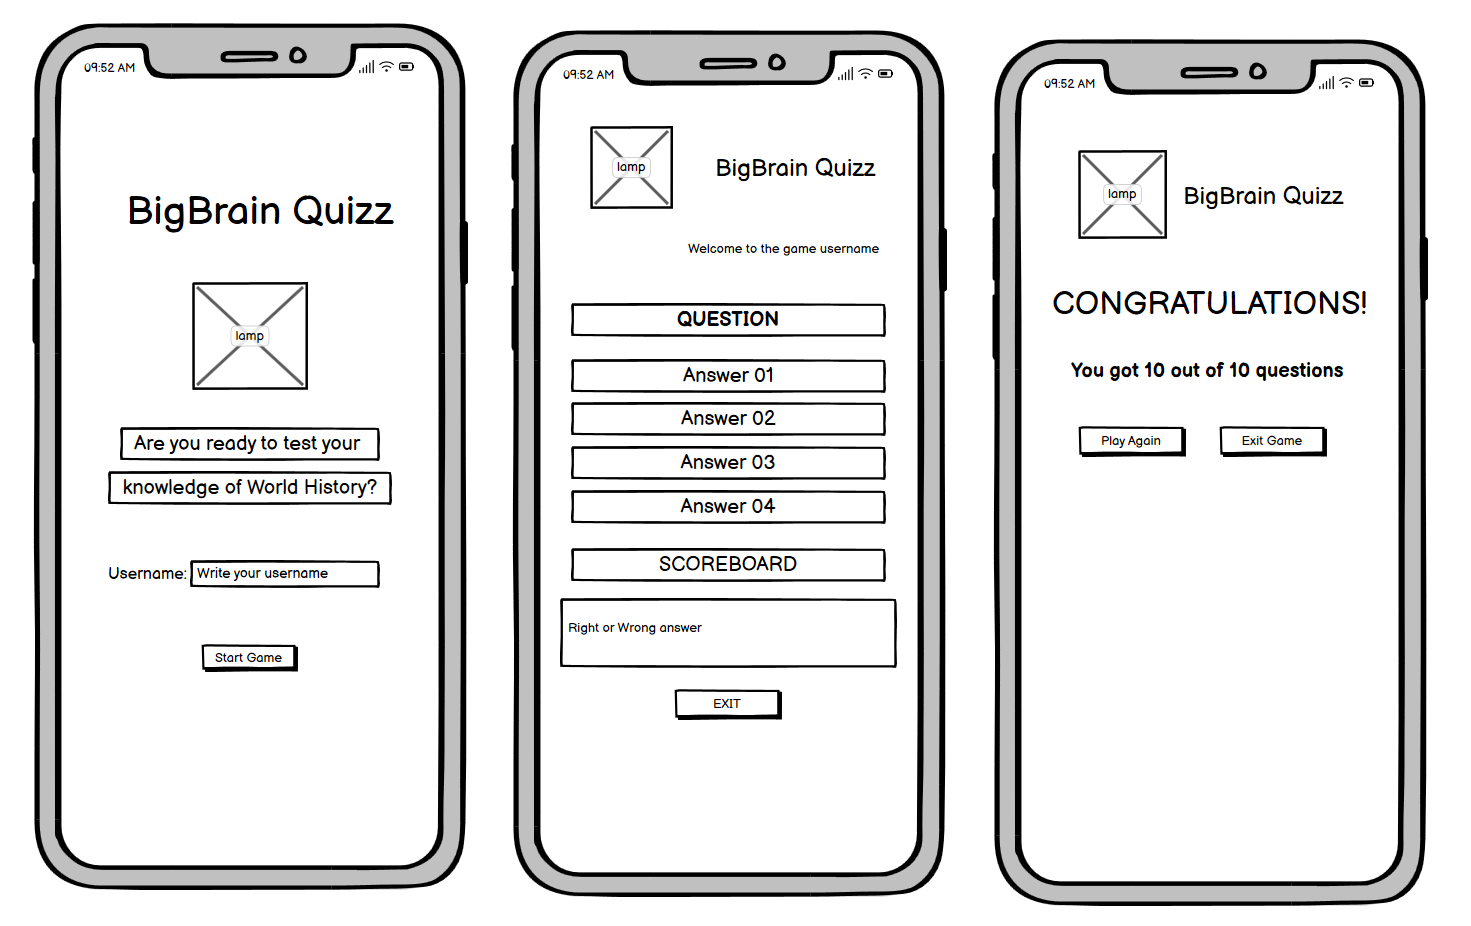 09:52 AM
BigBrain Quizz
lamp
Are you ready to test your
knowledge of World History?
Username: Write your username
Start Game
09:52 AM
lamp
BigBrain Quizz
Welcome to the game username
QUESTION
Answer 01
Answer 02
Answer 03
Answer 04
SCOREBOARD
Right or Wrong answer
EXIT
09:52 AM
lamp
BigBrain Quizz
CONGRATULATIONS!
You got 10 out of 10 questions
Play Again
Exit Game